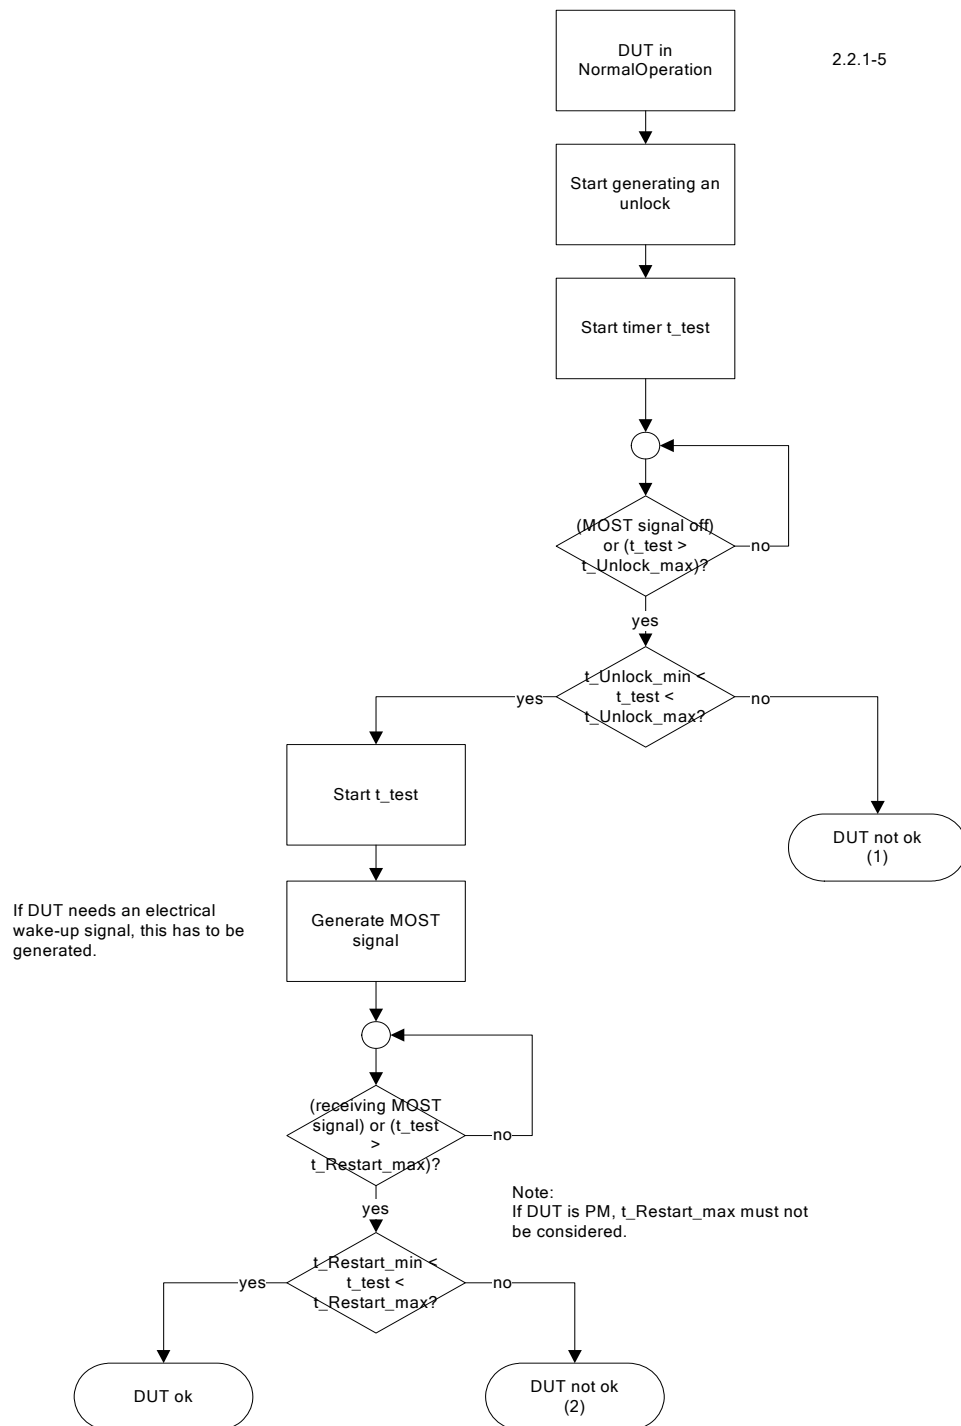 DUT in
NormalOperation
2.2.1-5
Start generating an
unlock
Start timer t_test
(MOST signal off)
or (t_test >
t_Unlock_max)?
no
yes
t_Unlock_min <
t_test <
t_Unlock_max?
yes
no
Start t_test
DUT not ok
(1)
If DUT needs an electrical
wake-up signal, this has to be
generated.
Generate MOST
signal
(receiving MOST
signal) or (t_test
>
t_Restart_max)?
no
yes
Note:
If DUT is PM, t_Restart_max must not
be considered.
t_Restart_min <
t_test <
t_Restart_max?
yes
no
DUT ok
DUT not ok
(2)